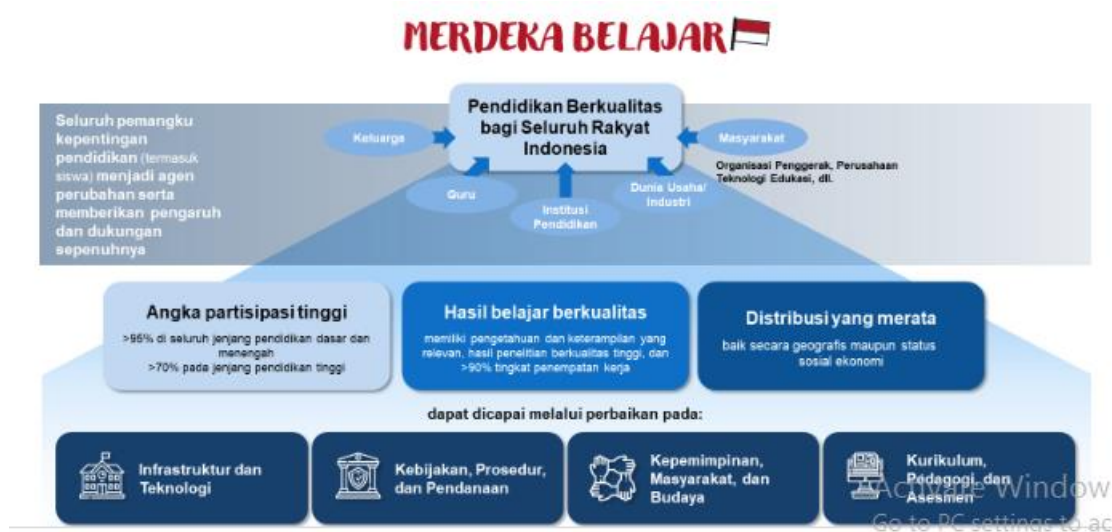 MERDEKA BELAJAR
Pendidikan Berkualitas
bagi Seluruh Rakyat
Indonesia
Seluruh pemangku
kepentingan
pendidikan (termasuk
siswa) menjadi agen
perubahan serta
memberikan pengaruh
dan dukungan
sepenuhnya
Keluarga
Guru
Institusi
Pendidikan
Dunia Usaha/
Industri
Masyarakat
Organisasi Penggerak, Perusahaan
Teknologi Edukasi, dll.
Angka partisipasi tinggi
>95% di seluruh jenjang pendidikan dasar dan
menengah
>70% pada jenjang pendidikan tinggi
Hasil belajar berkualitas
memiliki pengetahuan dan keterampilan yang
relevan, hasil penelitian berkualitas tinggi, dan
>90% tingkat penempatan kerja
Distribusi yang merata
baik secara geografis maupun status
sosial ekonomi
dapat dicapai melalui perbaikan pada:
Infrastruktur dan
Teknologi
Kebijakan, Prosedur,
dan Pendanaan
Kepemimpinan,
Masyarakat, dan
Budaya
Kurikulum,
Pedagogi, dan
Asesmen
Activate Window
Go to PC settings to ac